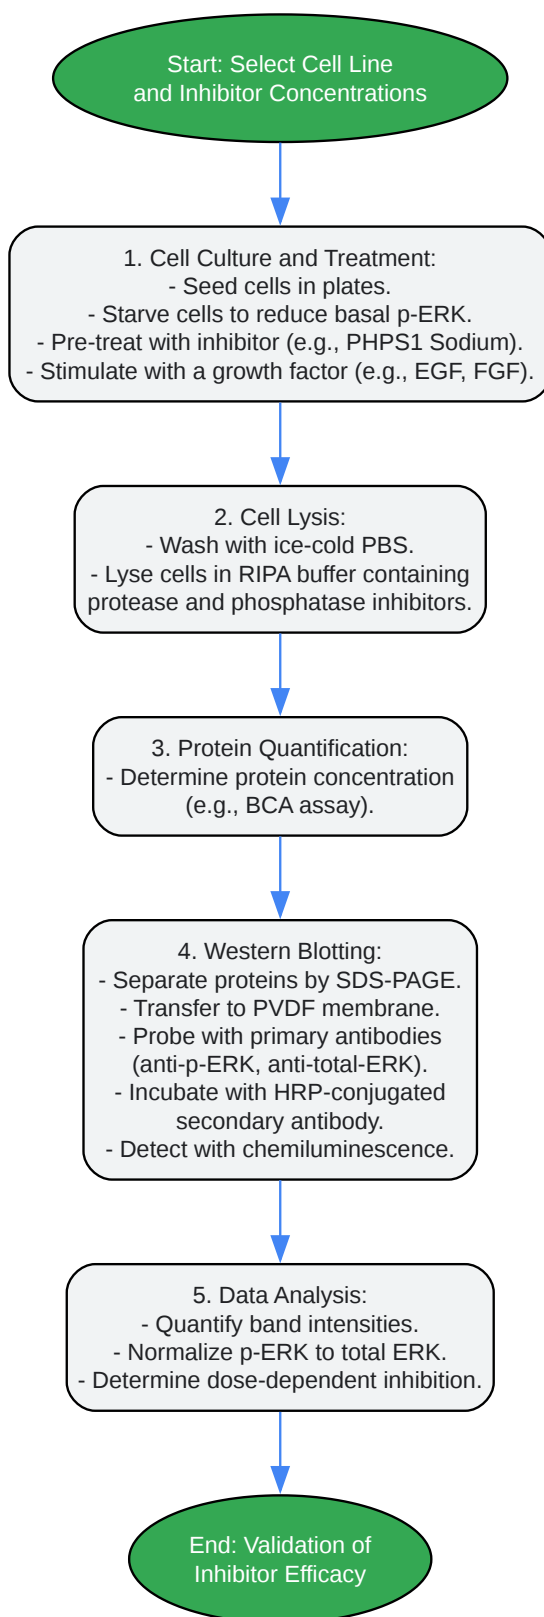 Start: Select Cell Line
and Inhibitor Concentrations
1. Cell Culture and Treatment:
- Seed cells in plates.
- Starve cells to reduce basal p-ERK.
- Pre-treat with inhibitor (e.g., PHPS1 Sodium).
- Stimulate with a growth factor (e.g., EGF, FGF).
2. Cell Lysis:
- Wash with ice-cold PBS.
- Lyse cells in RIPA buffer containing
protease and phosphatase inhibitors.
3. Protein Quantification:
- Determine protein concentration
(e.g., BCA assay).
4. Western Blotting:
- Separate proteins by SDS-PAGE.
- Transfer to PVDF membrane.
- Probe with primary antibodies
(anti-p-ERK, anti-total-ERK).
- Incubate with HRP-conjugated
secondary antibody.
- Detect with chemiluminescence.
5. Data Analysis:
- Quantify band intensities.
- Normalize p-ERK to total ERK.
- Determine dose-dependent inhibition.
End: Validation of
Inhibitor Efficacy